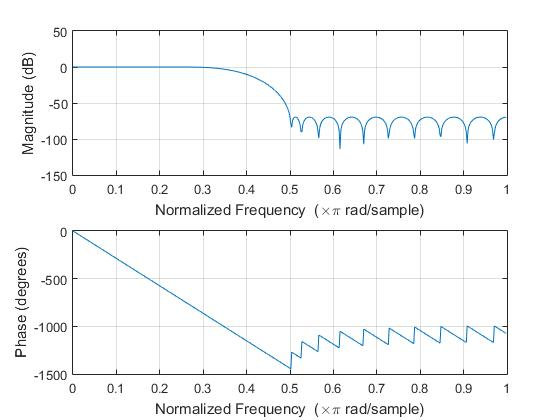 50
0
-50
-100
-150
Magnitude (dB)
0 0.1 0.2 0.3 0.4 0.5 0.6 0.7 0.8 0.9 1
Normalized Frequency (×π rad/sample)
0
-500
-1000
-1500
Phase (degrees)
0 0.1 0.2 0.3 0.4 0.5 0.6 0.7 0.8 0.9 1
Normalized Frequency (×π rad/sample)